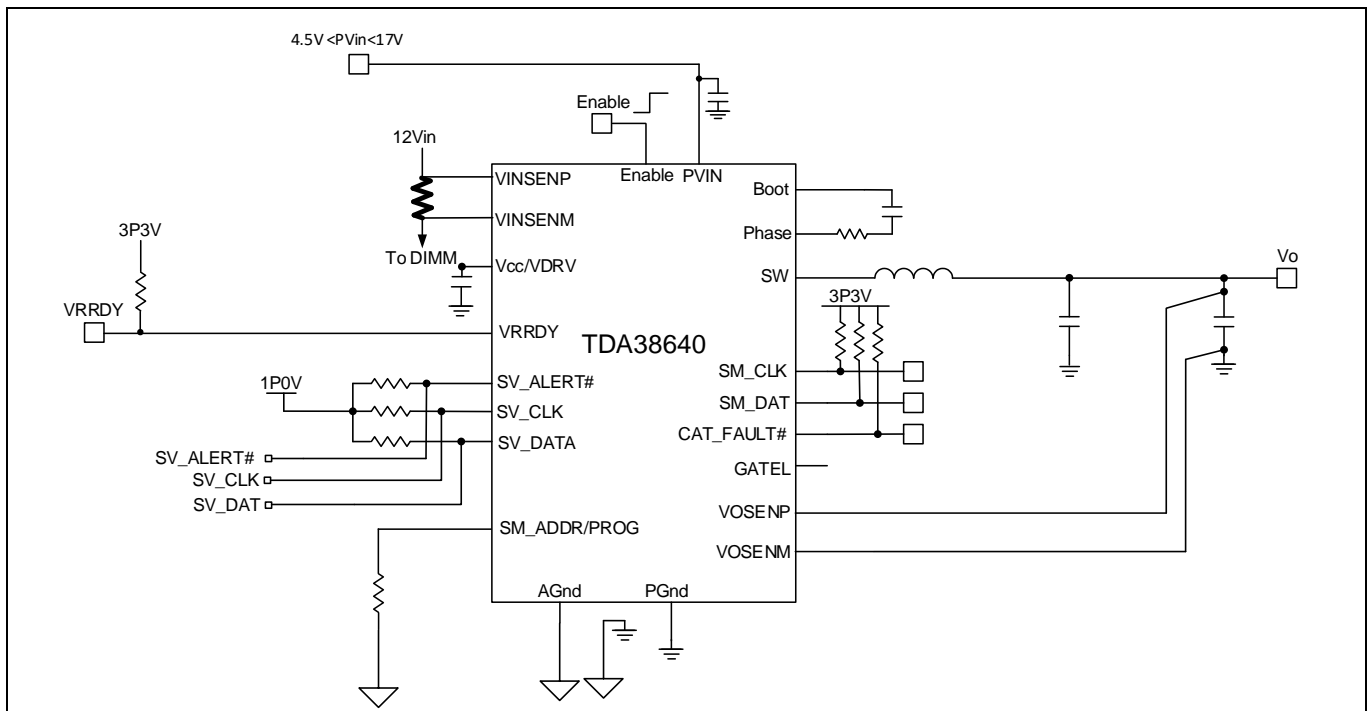 4.5V <PVin<17V
Enable
12Vin
VINSENP
Enable
PVIN
Boot
VINSENM
Phase
3P3V
To DIMM
Vcc/VDRV
SW
Vo
3P3V
VRRDY
VRRDY
TDA38640
SM_CLK
1P0V
SV_ALERT#
SM_DAT
SV_CLK
CAT_FAULT#
SV_DATA
SV_ALERT#
GATEL
SV_CLK
SV_DAT
VOSENP
SM_ADDR/PROG
VOSENM
AGnd
PGnd